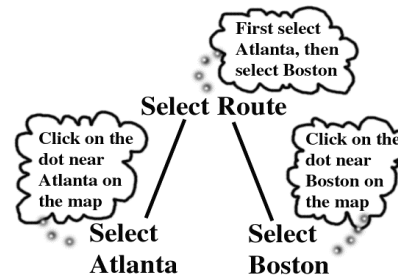 First select
Atlanta, then
select Boston
Select Route
Click on the
dot near
Atlanta on
the map
Click on the
dot near
Boston on
the map
Select
Atlanta
Select
Boston